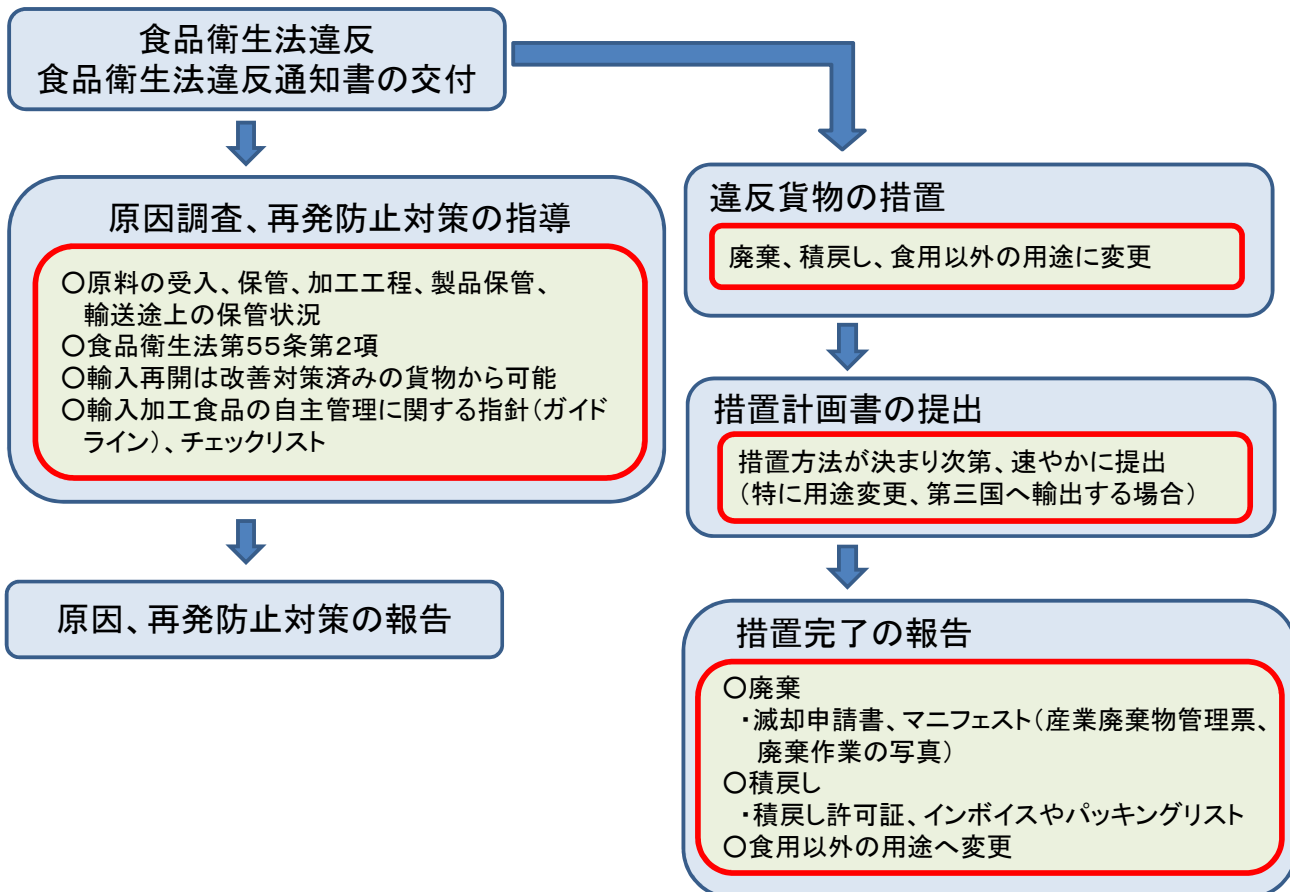 食品衛生法違反
食品衛生法違反通知書の交付
原因調査、再発防止対策の指導
○原料の受入、保管、加工工程、製品保管、
輸送途上の保管状況
○食品衛生法第55条第2項
○輸入再開は改善対策済みの貨物から可能
○輸入加工食品の自主管理に関する指針(ガイド
ライン)、チェックリスト
原因、再発防止対策の報告
違反貨物の措置
廃棄、積戻し、食用以外の用途に変更
措置計画書の提出
措置方法が決まり次第、速やかに提出
(特に用途変更、第三国へ輸出する場合)
措置完了の報告
○廃棄
・滅却申請書、マニフェスト(産業廃棄物管理票、
廃棄作業の写真)
○積戻し
・積戻し許可証、インボイスやパッキングリスト
○食用以外の用途へ変更